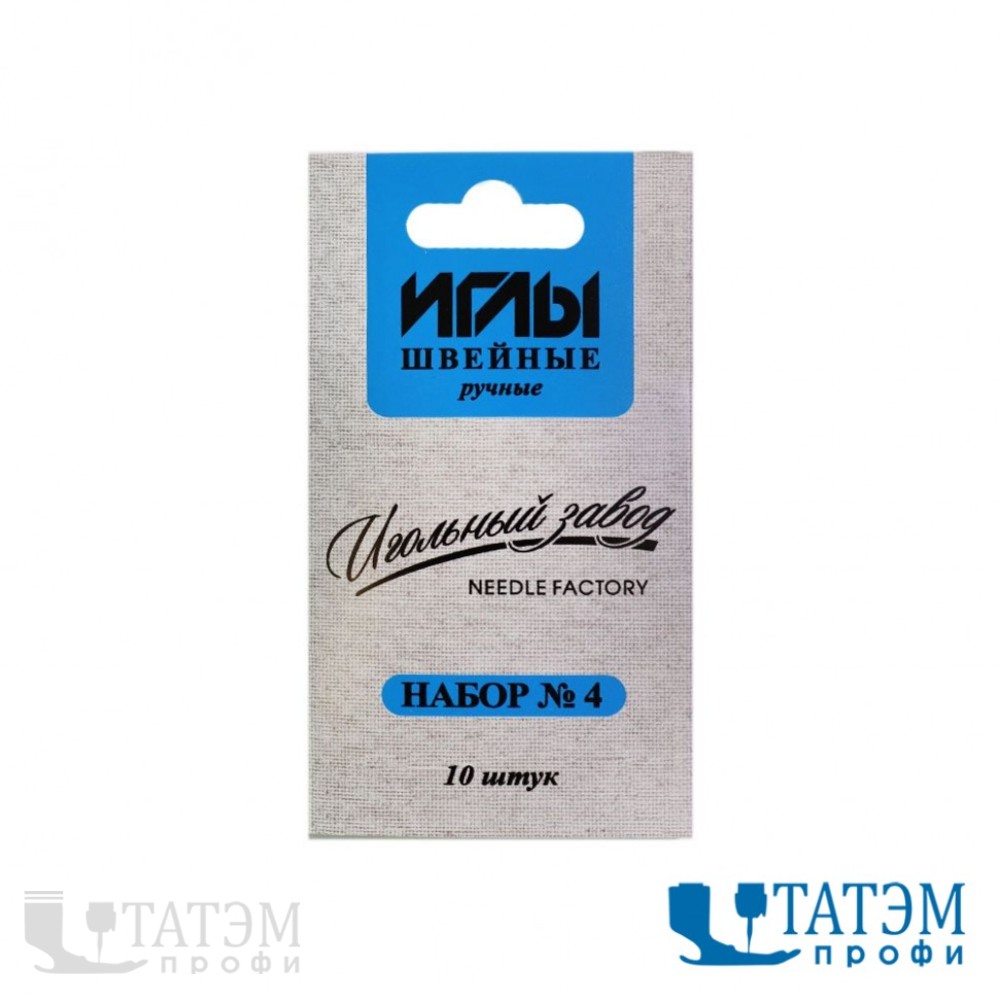 ИГЛЫ
ШВЕЙНЫЕ
ручные
Игольный завод
NEEDLE FACTORY
НАБОР № 4
10 штук
ТАТЭМ
профи
ТАТЭМ
профи